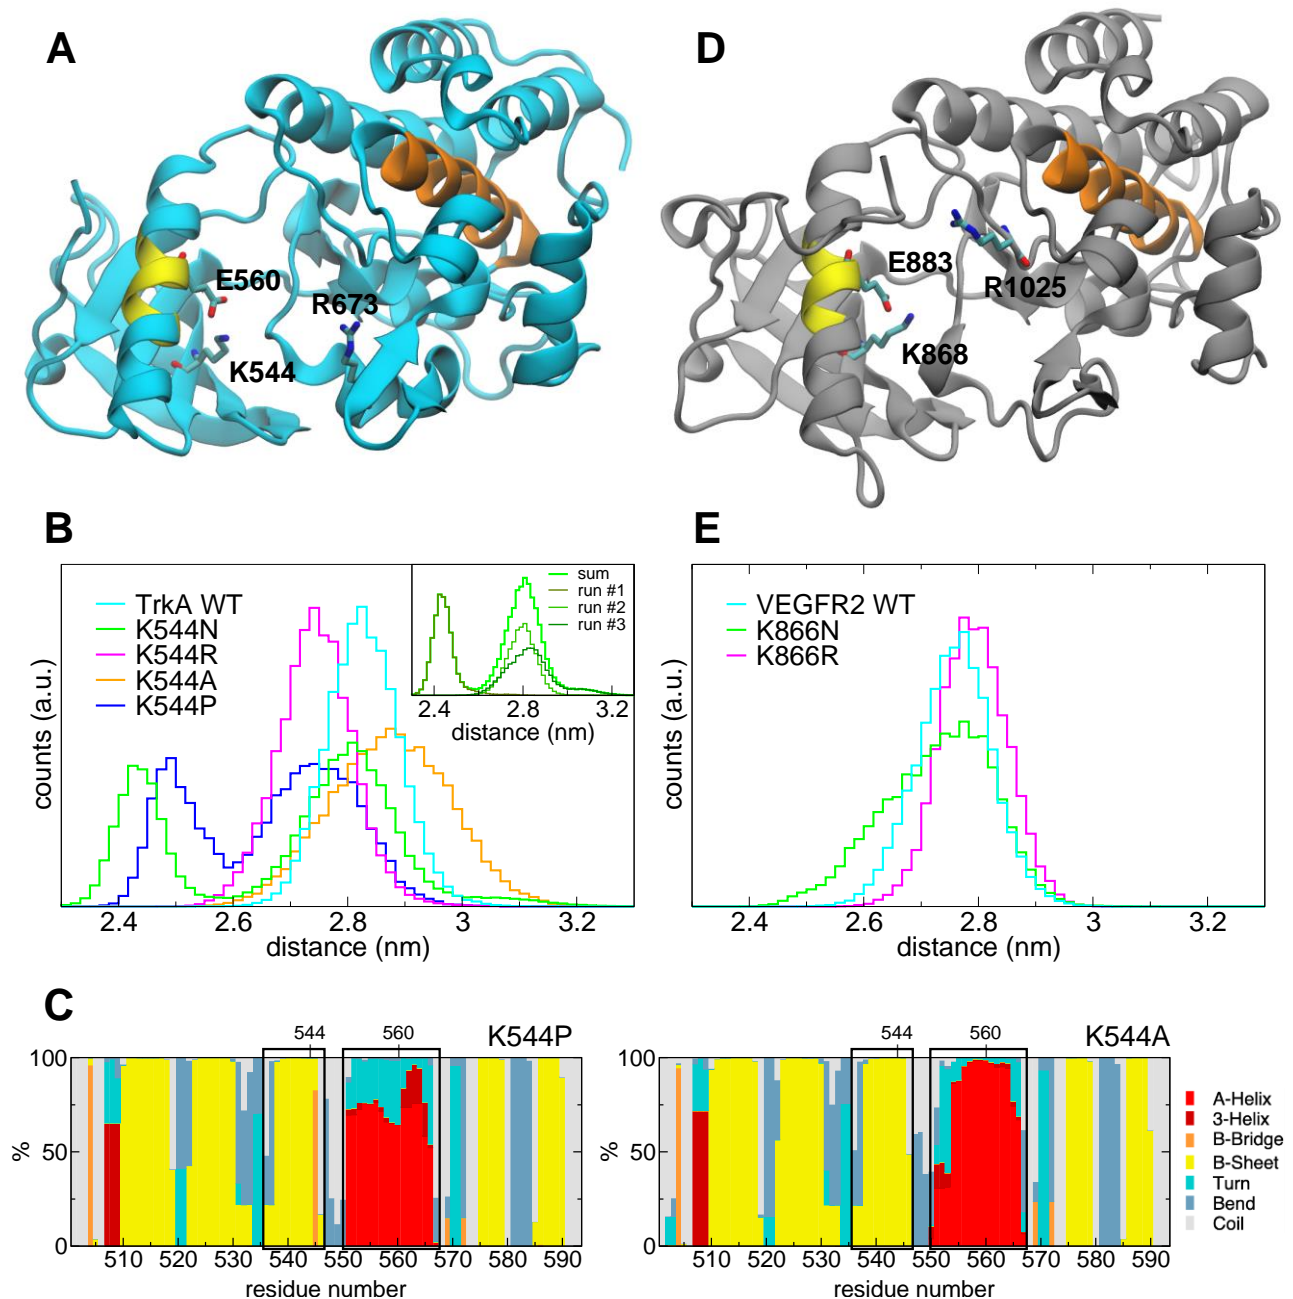 A
E560
R673
K544
D
E883
R1025
K868
B
TrkA WT
K544N
K544R
K544A
K544P
counts (a.u.)
2.4 2.6 2.8 3 3.2
distance (nm)
sum
run #1
run #2
run #3
2.4 2.8 3.2
distance (nm)
E
VEGFR2 WT
K866N
K866R
counts (a.u.)
2.4 2.6 2.8 3 3.2
distance (nm)
C
544 560 K544P
100
50
0
%
510 520 530 540 550 560 570 580 590
residue number
544 560 K544A
100
50
0
%
510 520 530 540 550 560 570 580 590
residue number
A-Helix
3-Helix
B-Bridge
B-Sheet
Turn
Bend
Coil